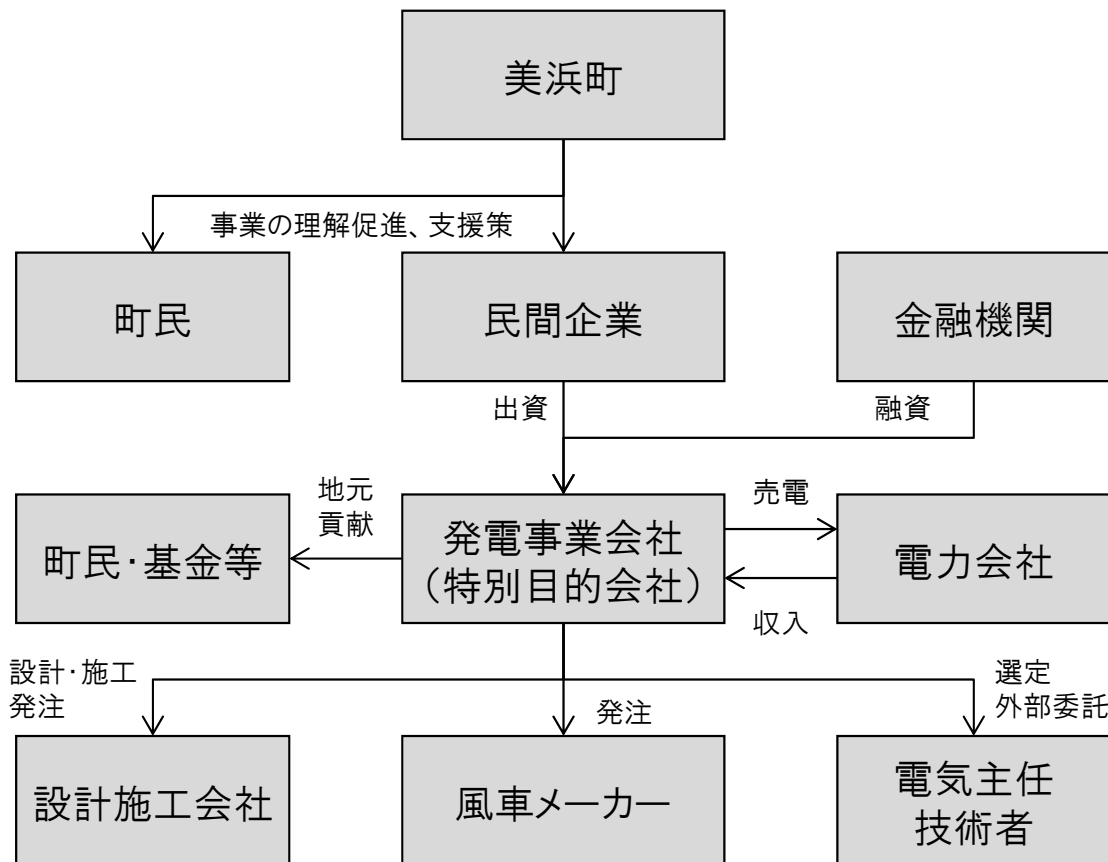 美浜町
事業の理解促進、支援策
町民
民間企業
金融機関
出資
融資
地元
貢献
売電
町民・基金等
発電事業会社
（特別目的会社）
電力会社
収入
設計・施工
発注
発注
選定
外部委託
設計施工会社
風車メーカー
電気主任
技術者